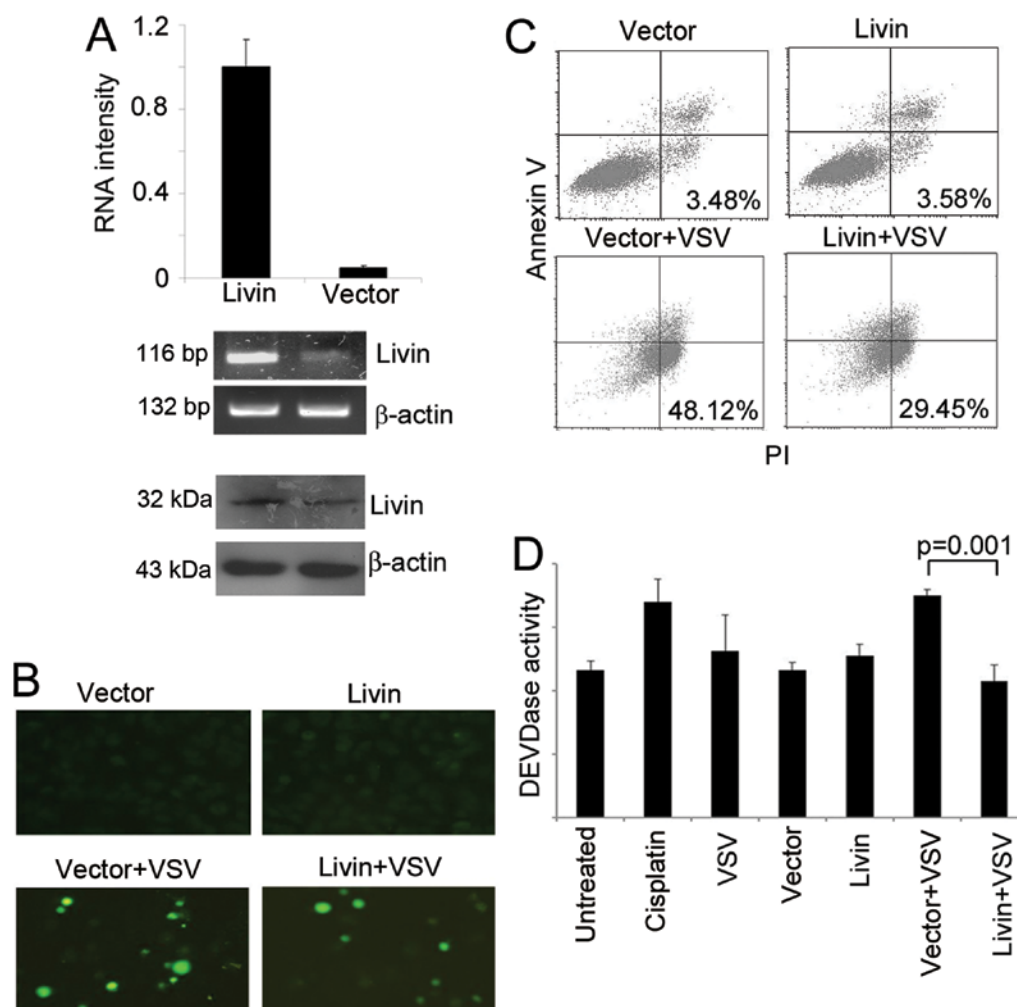 A
RNA intensity
1.2
0.8
0.4
0
Livin
Vector
116 bp
Livin
132 bp
β-actin
32 kDa
Livin
43 kDa
β-actin
B
Vector
Livin
Vector+VSV
Livin+VSV
C
Vector
Livin
3.48%
3.58%
Vector+VSV
Livin+VSV
48.12%
29.45%
Annexin V
PI
D
p=0.001
DEVDase activity
Untreated
Cisplatin
VSV
Vector
Livin
Vector+VSV
Livin+VSV